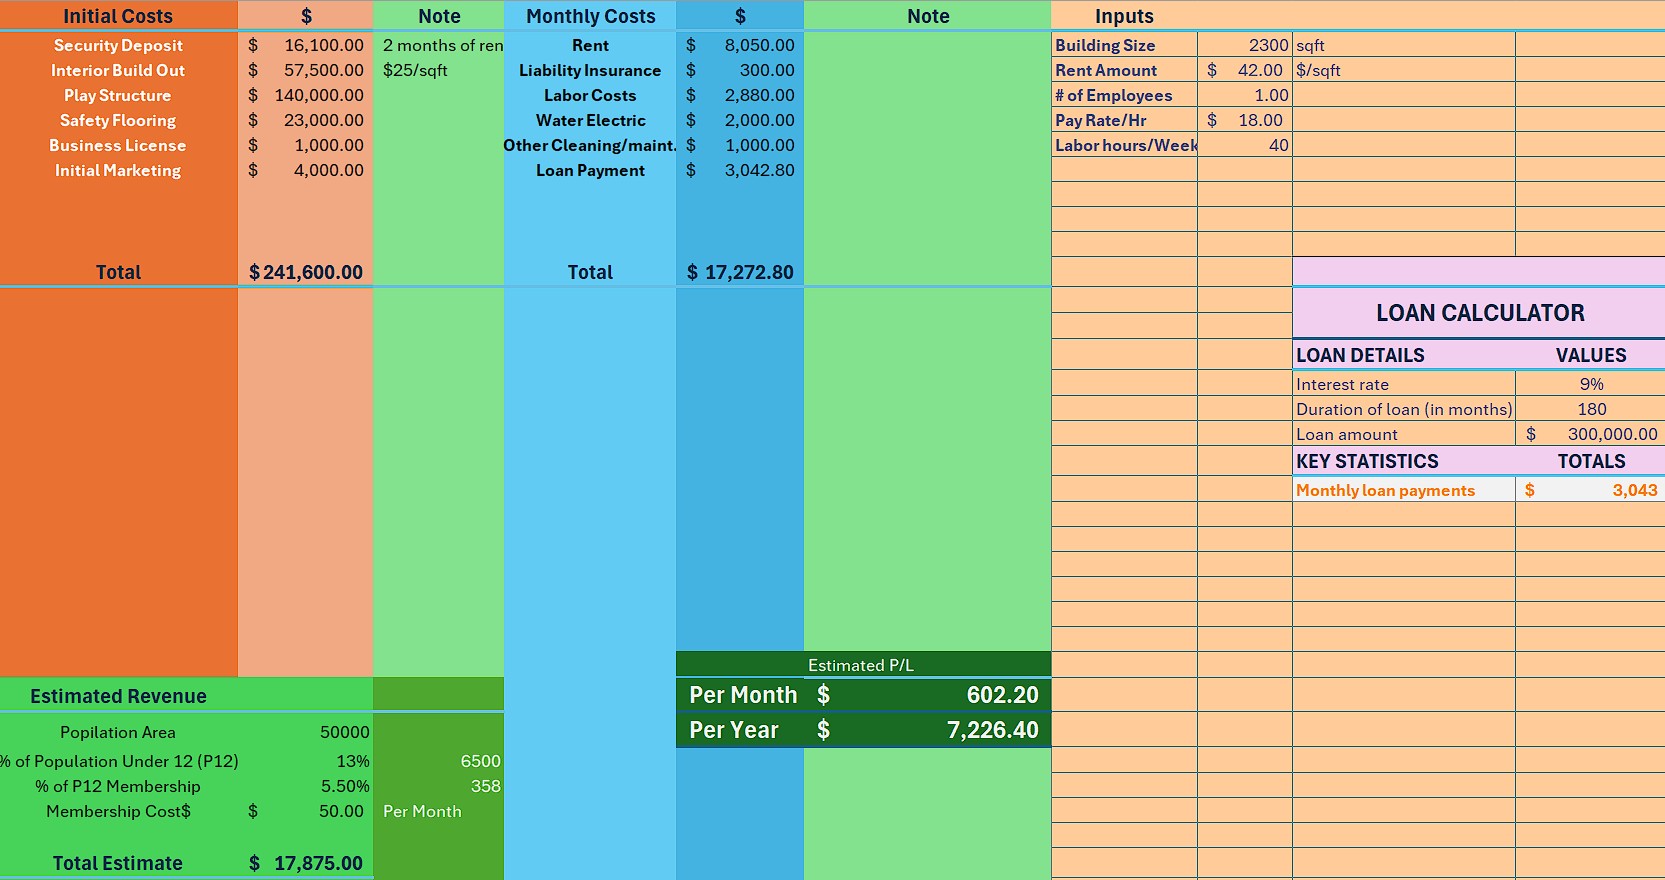 Initial Costs $ Note Monthly Costs $ Note Inputs
Security Deposit $ 16,100.00 2 months of ren Rent $ 8,050.00 Building Size 2300 sqft
Interior Build Out $ 57,500.00 $25/sqft Liability Insurance $ 300.00 Rent Amount $ 42.00 $/sqft
Play Structure $ 140,000.00 Labor Costs $ 2,880.00 # of Employees 1.00
Safety Flooring $ 23,000.00 Water Electric $ 2,000.00 Pay Rate/Hr $ 18.00
Business License $ 1,000.00 Other Cleaning/maint. $ 1,000.00 Labor hours/Week 40
Initial Marketing $ 4,000.00 Loan Payment $ 3,042.80
Total $ 241,600.00 Total $ 17,272.80
LOAN CALCULATOR
LOAN DETAILS VALUES
Interest rate 9%
Duration of loan (in months) 180
Loan amount $ 300,000.00
KEY STATISTICS TOTALS
Monthly loan payments $ 3,043
Estimated P/L
Estimated Revenue Per Month $ 602.20
Popilation Area 50000 Per Year $ 7,226.40
% of Population Under 12 (P12) 13% 6500
% of P12 Membership 5.50% 358
Membership Cost$ $ 50.00 Per Month
Total Estimate $ 17,875.00